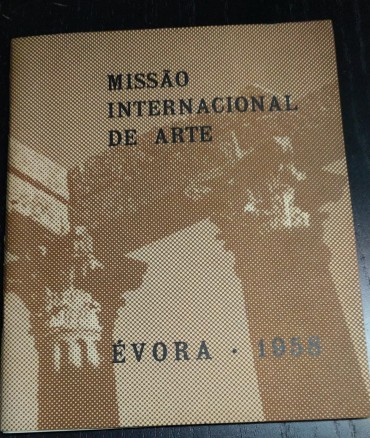 MISSÃO
INTERNACIONAL
DE ARTE
ÉVORA · 1958